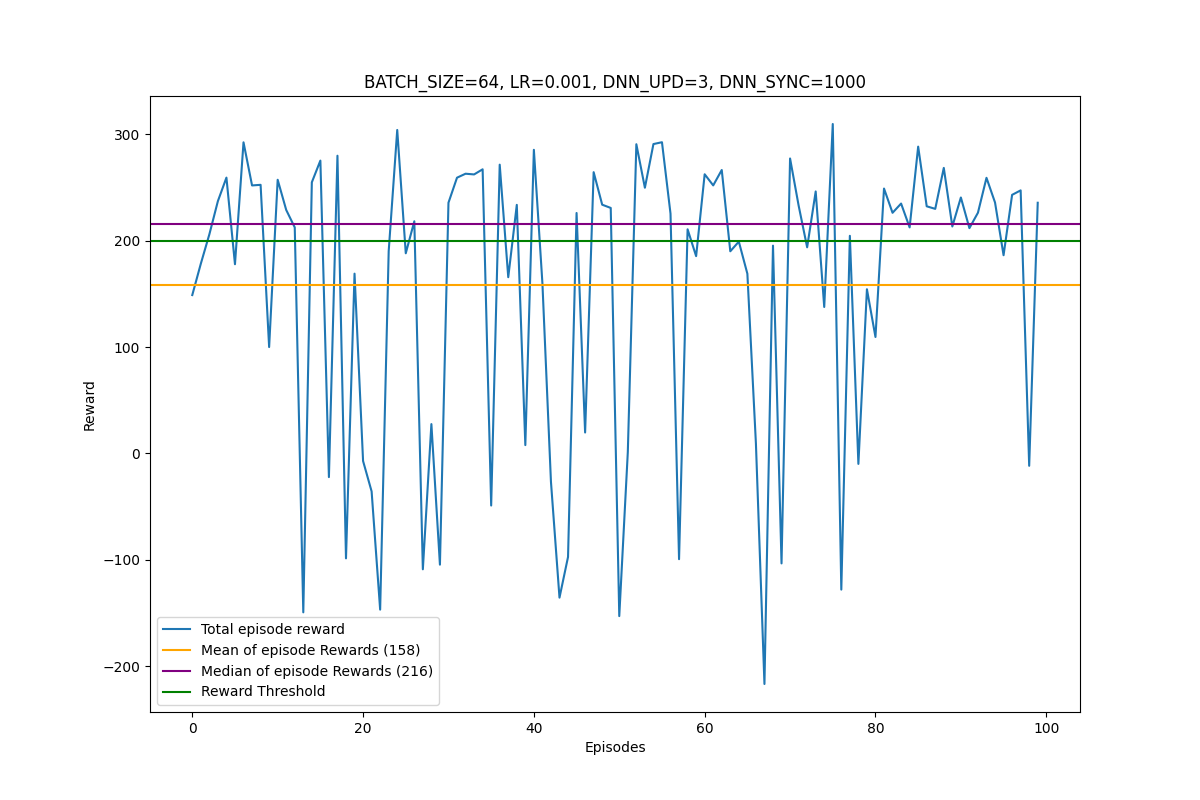 BATCH_SIZE=64, LR=0.001, DNN_UPD=3, DNN_SYNC=1000
300
200
100
0
−100
−200
Reward
Total episode reward
Mean of episode Rewards (158)
Median of episode Rewards (216)
Reward Threshold
0 20 40 60 80 100
Episodes